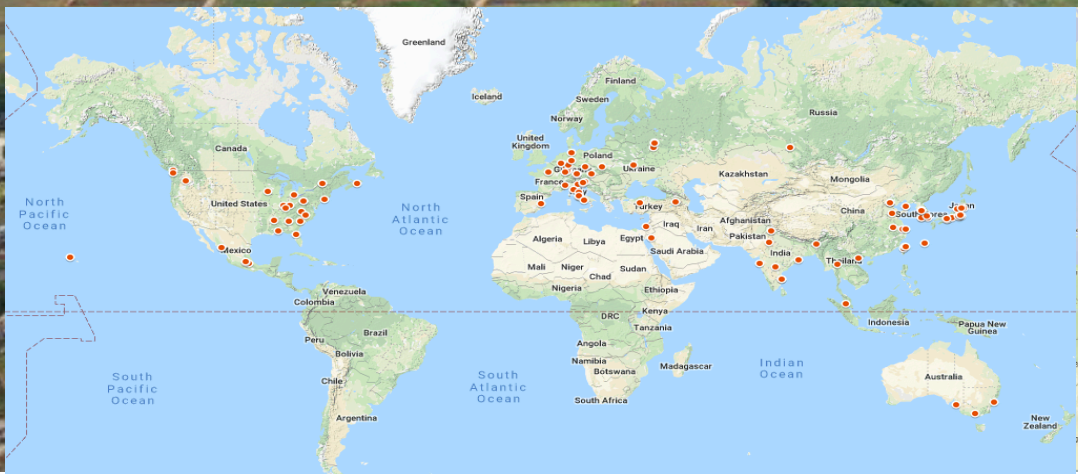 Greenland
Iceland
Finland
Sweden
Norway
Russia
United
Kingdom
Poland
Canada
Ukraine
Kazakhstan
Mongolia
France
Spain
United States
Turkey
China
North
Pacific
Ocean
North
Atlantic
Ocean
Afghanistan
Iraq
Iran
Pakistan
Algeria
Libya
Egypt
Saudi Arabia
India
Mexico
Mali
Niger
Chad
Sudan
Nigeria
Ethiopia
Venezuela
Colombia
DRC
Kenya
Tanzania
Indonesia
Papua New
Guinea
Peru
Brazil
Bolivia
Angola
Namibia
Botswana
Madagascar
Indian
Ocean
South
Pacific
Ocean
South
Atlantic
Ocean
Chile
Australia
South Africa
Argentina
New
Zealand